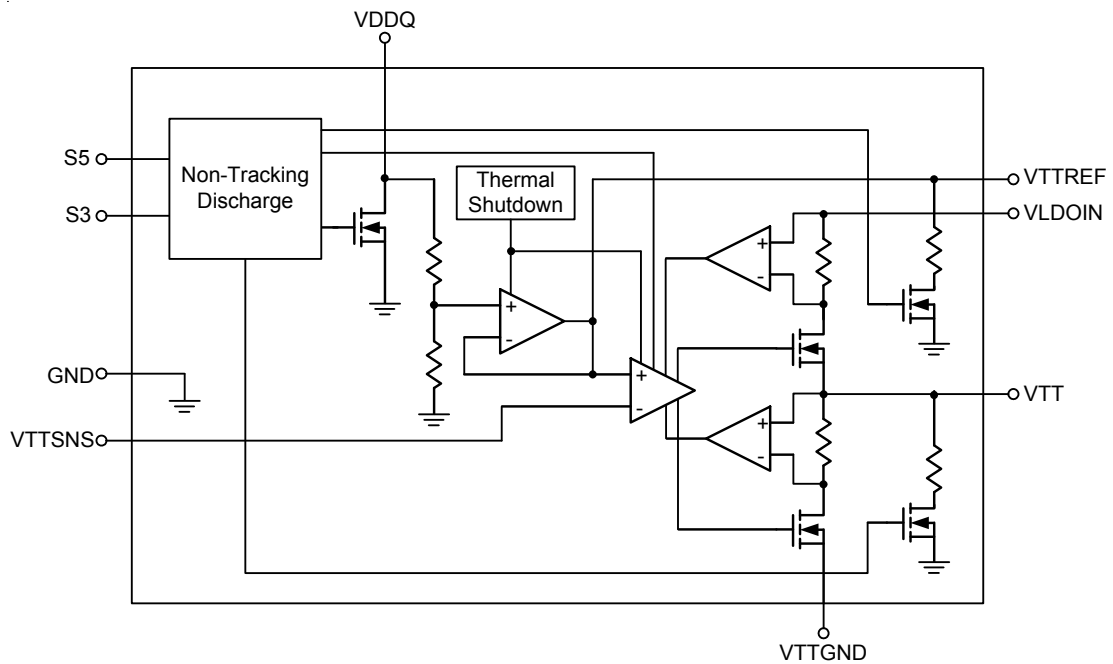 VDDQ
S5
S3
Non-Tracking
Discharge
Thermal
Shutdown
VTTREF
VLDOIN
+
-
+
-
GND
VTTSNS
+
-
VTT
+
-
VTTGND